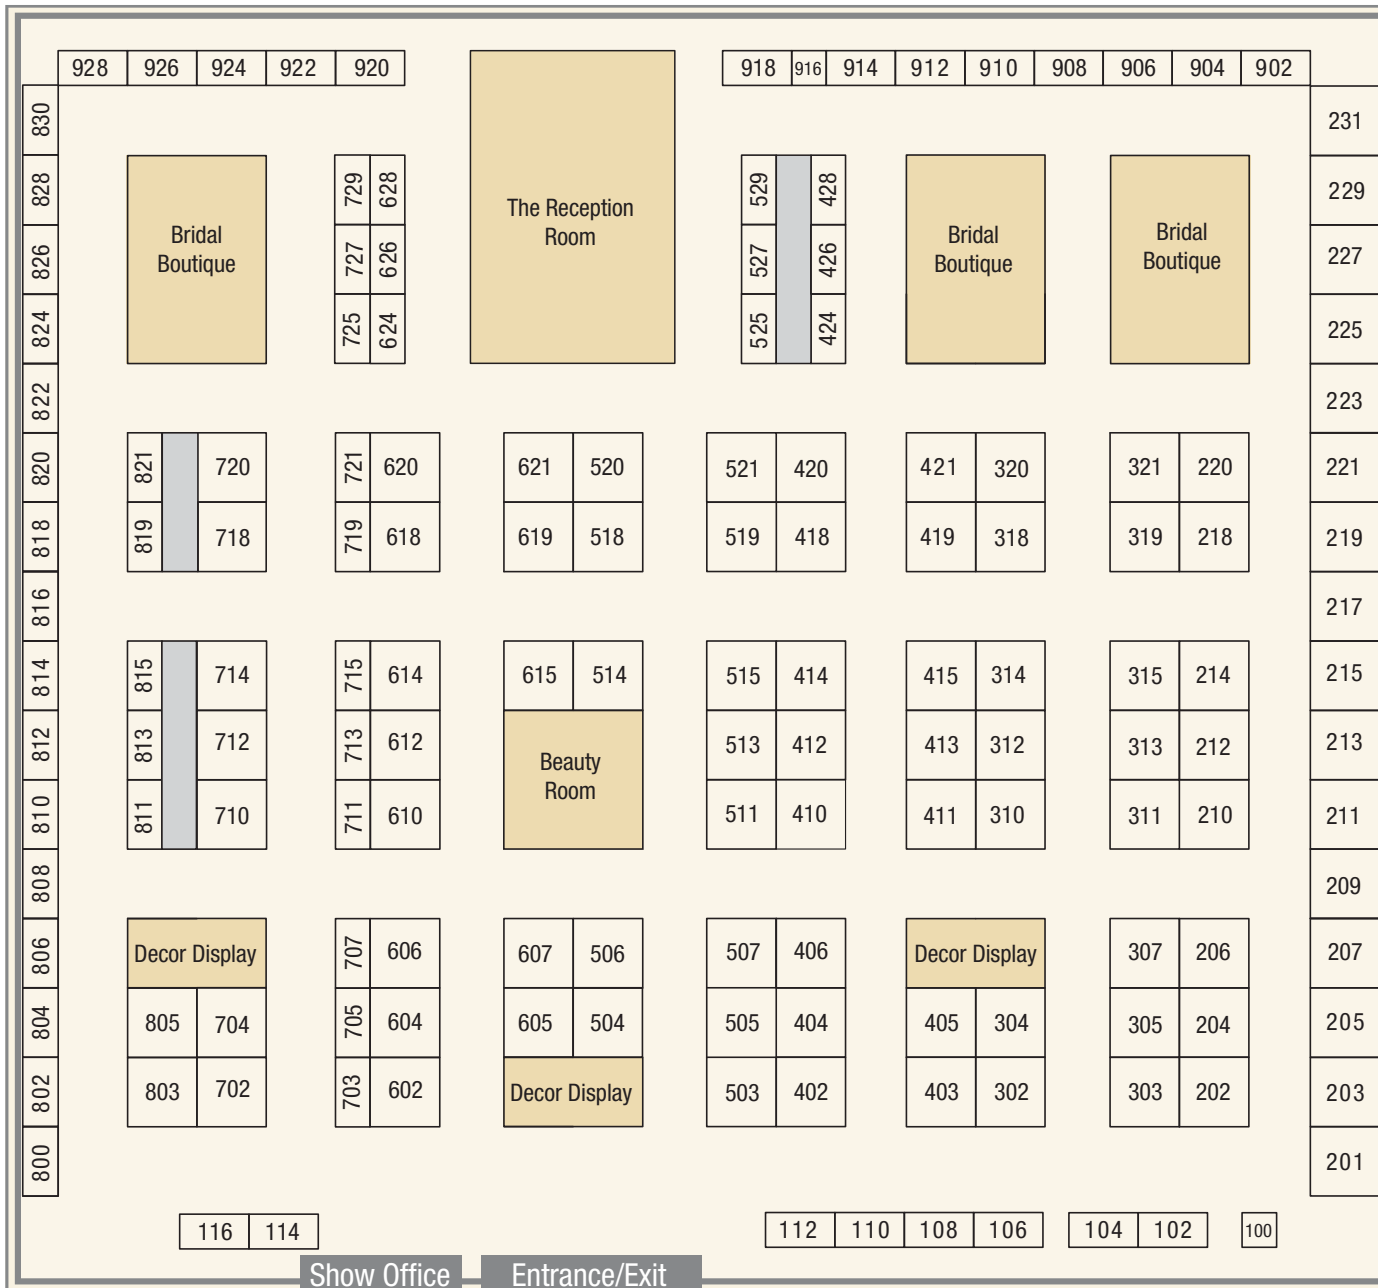 928 926 924 922 920 918 916 914 912 910 908 906 904 902
830 231
828 729 628 529 428 229
The Reception
Room
Bridal
Boutique
Bridal
Boutique
Bridal
Boutique
826 727 626 527 426 227
824 725 624 525 424 225
822 223
820 821 720 721 620 621 520 521 420 421 320 321 220 221
818 819 718 719 618 619 518 519 418 419 318 319 218 219
816 217
814 815 714 715 614 615 514 515 414 415 314 315 214 215
812 813 712 713 612 513 412 413 312 313 212 213
Beauty
Room
810 811 710 711 610 511 410 411 310 311 210 211
808 209
806 Decor Display 707 606 607 506 507 406 Decor Display 307 206 207
804 805 704 705 604 605 504 505 404 405 304 305 204 205
802 803 702 703 602 Decor Display 503 402 403 302 303 202 203
800 201
116 114 112 110 108 106 104 102 100
Show Office Entrance/Exit